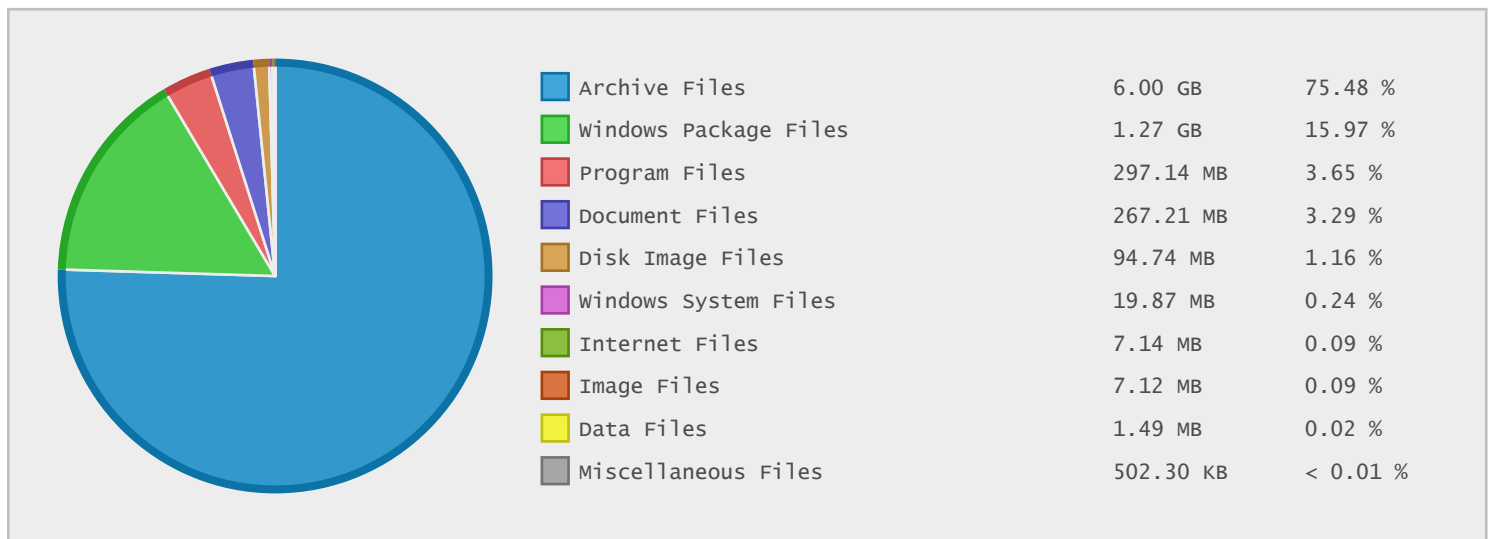 Archive Files 6.00 GB 75.48 %
Windows Package Files 1.27 GB 15.97 %
Program Files 297.14 MB 3.65 %
Document Files 267.21 MB 3.29 %
Disk Image Files 94.74 MB 1.16 %
Windows System Files 19.87 MB 0.24 %
Internet Files 7.14 MB 0.09 %
Image Files 7.12 MB 0.09 %
Data Files 1.49 MB 0.02 %
Miscellaneous Files 502.30 KB < 0.01 %